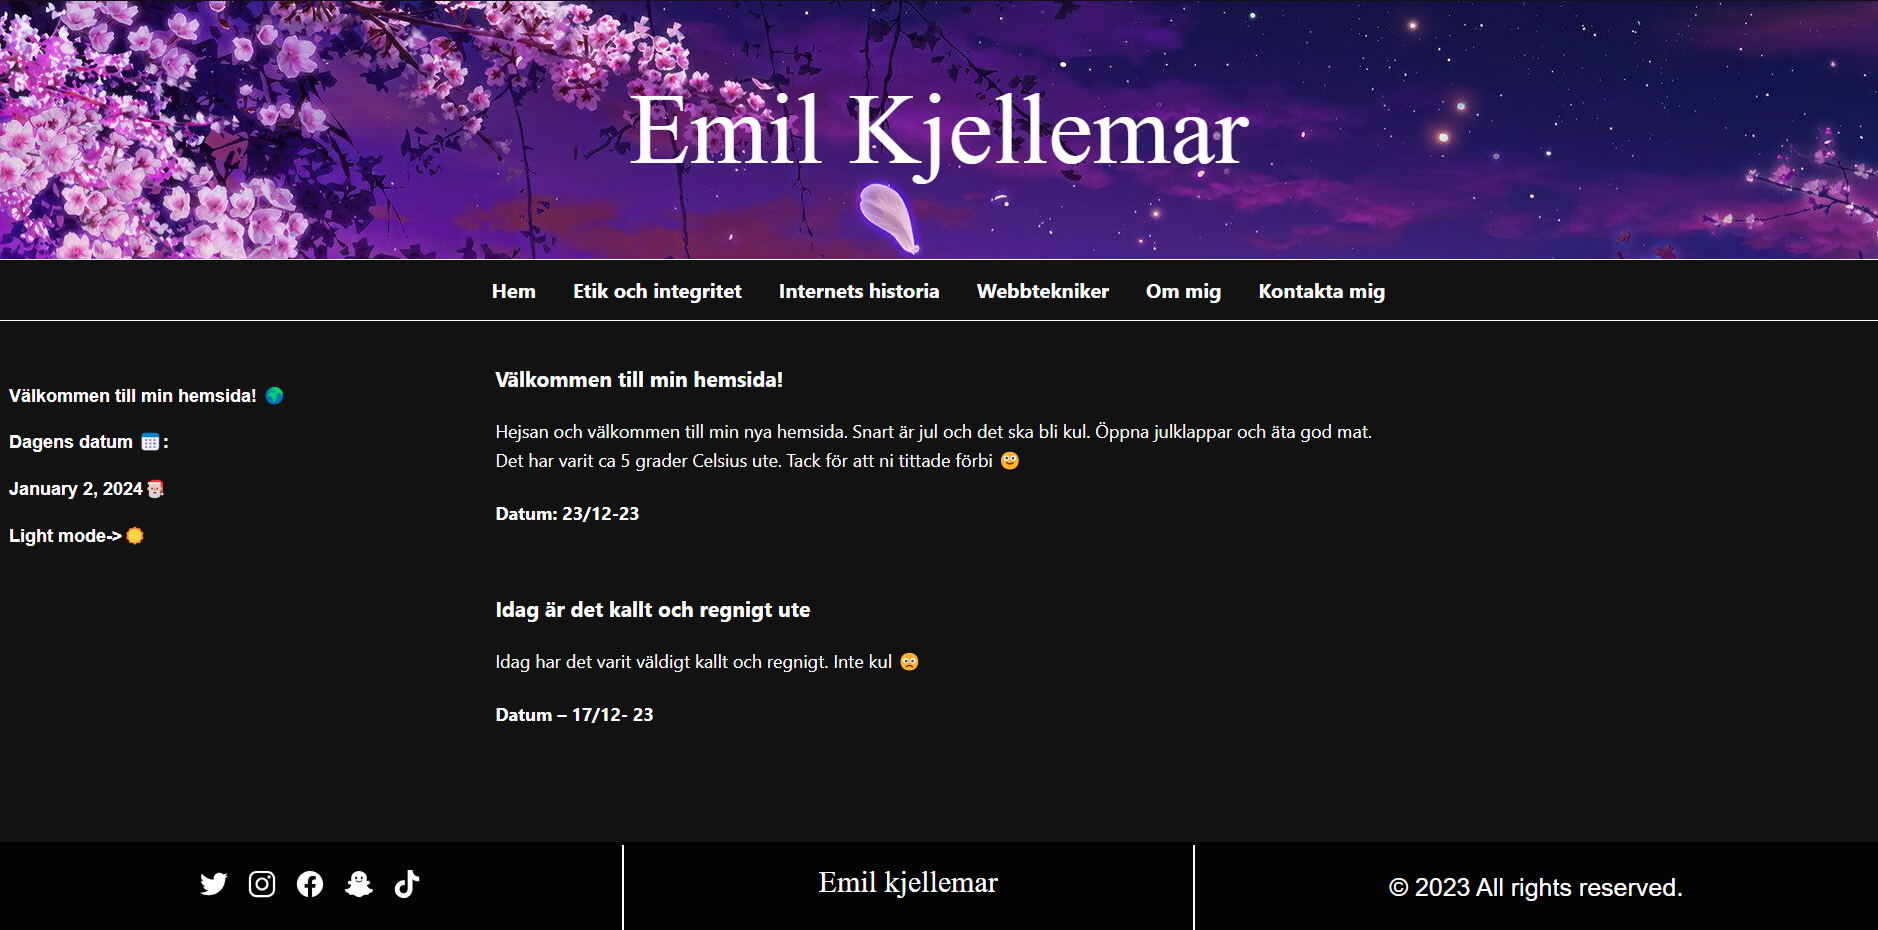 Emil Kjellemar
Hem Etik och integritet Internets historia Webbtekniker Om mig Kontakta mig
Välkommen till min hemsida! 🌍
Dagens datum 📅:
January 2, 2024🎅
Light mode->☀️
Välkommen till min hemsida!
Hejsan och välkommen till min nya hemsida. Snart är jul och det ska bli kul. Öppna julklappar och äta god mat.
Det har varit ca 5 grader Celsius ute. Tack för att ni tittade förbi 🙂
Datum: 23/12-23
Idag är det kallt och regnigt ute
Idag har det varit väldigt kallt och regnigt. Inte kul 🙁
Datum – 17/12- 23
Emil kjellemar
© 2023 All rights reserved.